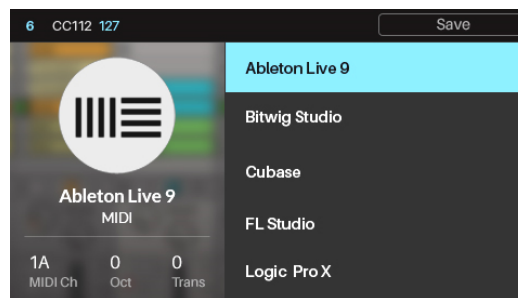 6 CC112 127 Save
Ableton Live 9
Bitwig Studio
Cubase
FL Studio
Logic Pro X
Ableton Live 9
MIDI
1A 0 0
MIDI Ch Oct Trans